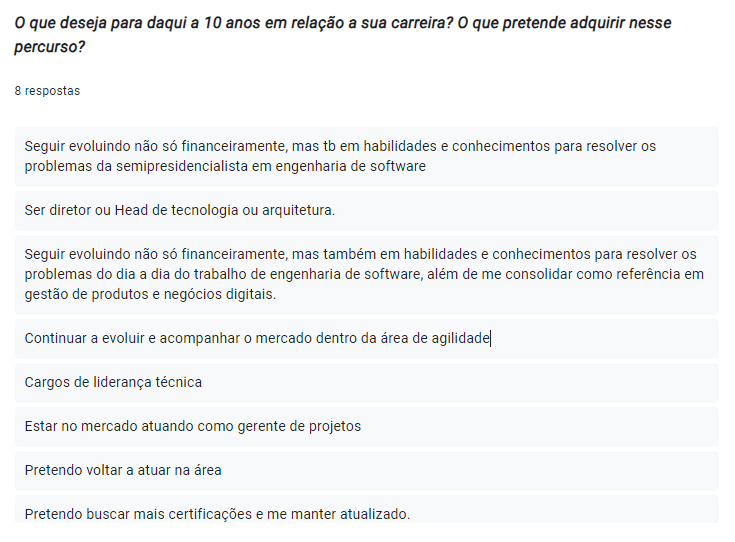 O que deseja para daqui a 10 anos em relação a sua carreira? O que pretende adquirir nesse
percurso?
8 respostas
Seguir evoluindo não só financeiramente, mas tb em habilidades e conhecimentos para resolver os
problemas da semipresidencialista em engenharia de software
Ser diretor ou Head de tecnologia ou arquitetura.
Seguir evoluindo não só financeiramente, mas também em habilidades e conhecimentos para resolver os
problemas do dia a dia do trabalho de engenharia de software, além de me consolidar como referência em
gestão de produtos e negócios digitais.
Continuar a evoluir e acompanhar o mercado dentro da área de agilidade
Cargos de liderança técnica
Estar no mercado atuando como gerente de projetos
Pretendo voltar a atuar na área
Pretendo buscar mais certificações e me manter atualizado.